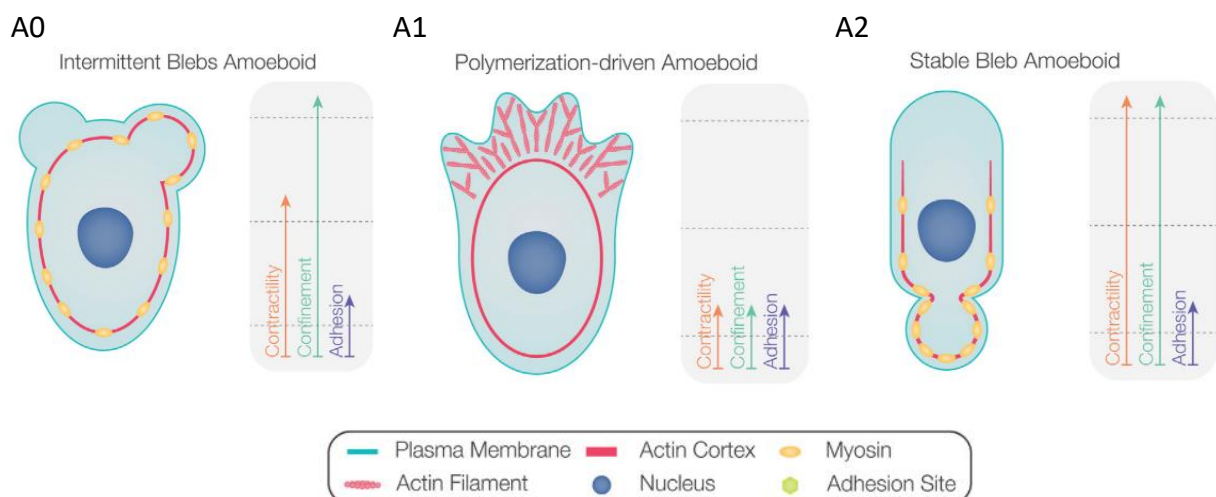 A0
Intermittent Blebs Amoeboid
Contractility
Confinement
Adhesion
A1
Polymerization-driven Amoeboid
Contractility
Confinement
Adhesion
A2
Stable Bleb Amoeboid
Contractility
Confinement
Adhesion
Plasma Membrane
Actin Cortex
Myosin
Actin Filament
Nucleus
Adhesion Site